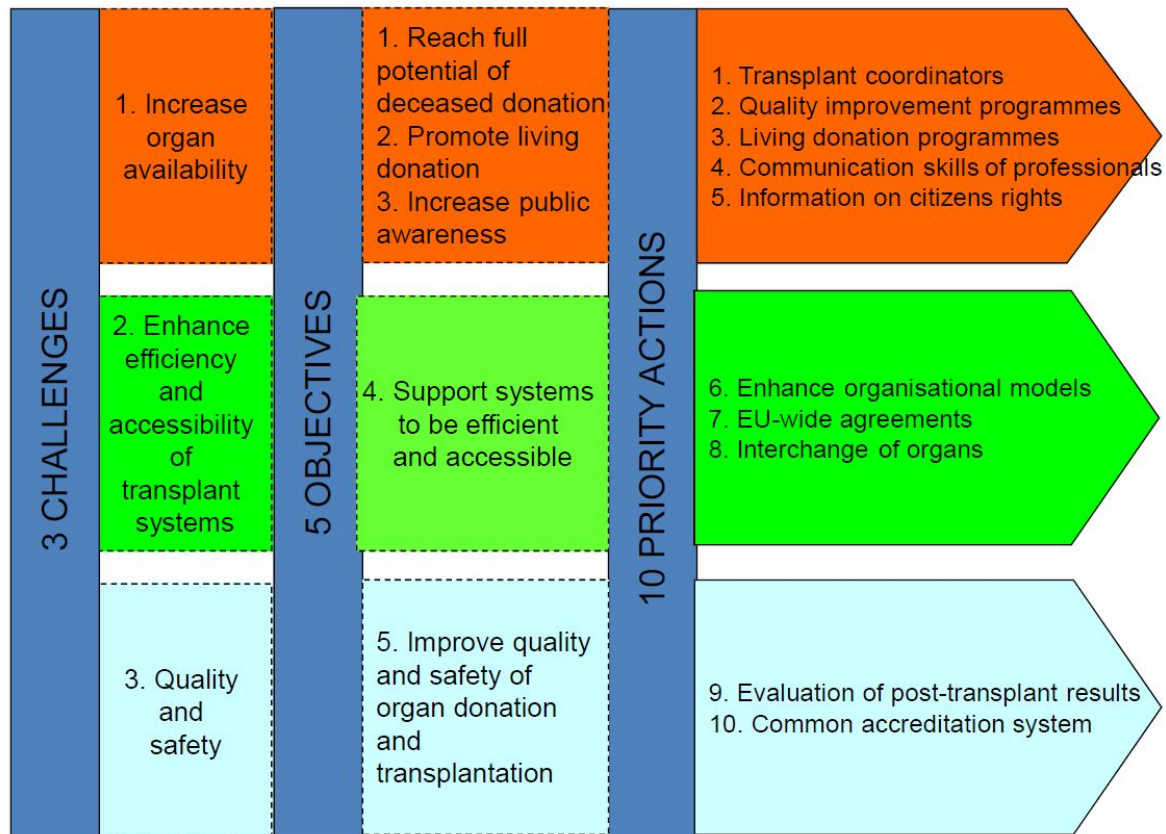 3 CHALLENGES
1. Increase
organ
availability
2. Enhance
efficiency
and
accessibility
of
transplant
systems
3. Quality
and
safety
5 OBJECTIVES
1. Reach full
potential of
deceased donation
2. Promote living
donation
3. Increase public
awareness
4. Support systems
to be efficient
and accessible
5. Improve quality
and safety of
organ donation
and
transplantation
10 PRIORITY ACTIONS
1. Transplant coordinators
2. Quality improvement programmes
3. Living donation programmes
4. Communication skills of professionals
5. Information on citizens rights
6. Enhance organisational models
7. EU-wide agreements
8. Interchange of organs
9. Evaluation of post-transplant results
10. Common accreditation system